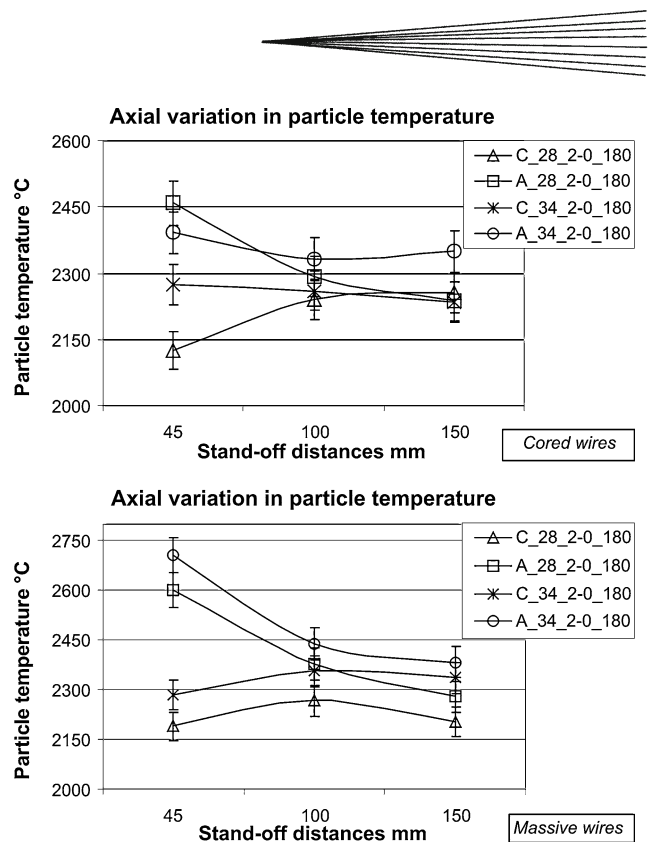 Axial variation in particle temperature
Particle temperature °C
2600
2450
2300
2150
2000
45 100 150
Stand-off distances mm
C_28_2-0_180
A_28_2-0_180
C_34_2-0_180
A_34_2-0_180
Cored wires
Axial variation in particle temperature
Particle temperature °C
2750
2600
2450
2300
2150
2000
45 100 150
Stand-off distances mm
C_28_2-0_180
A_28_2-0_180
C_34_2-0_180
A_34_2-0_180
Massive wires